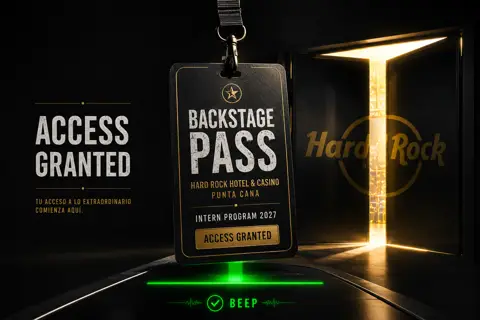 ACCESS
GRANTED
TU ACCESO A LO EXTRAORDINARIO
COMIENZA AQUÍ.
BACKSTAGE
PASS
HARD ROCK HOTEL & CASINO
PUNTA CANA
INTERN PROGRAM 2027
ACCESS GRANTED
Hard Rock
BEEP